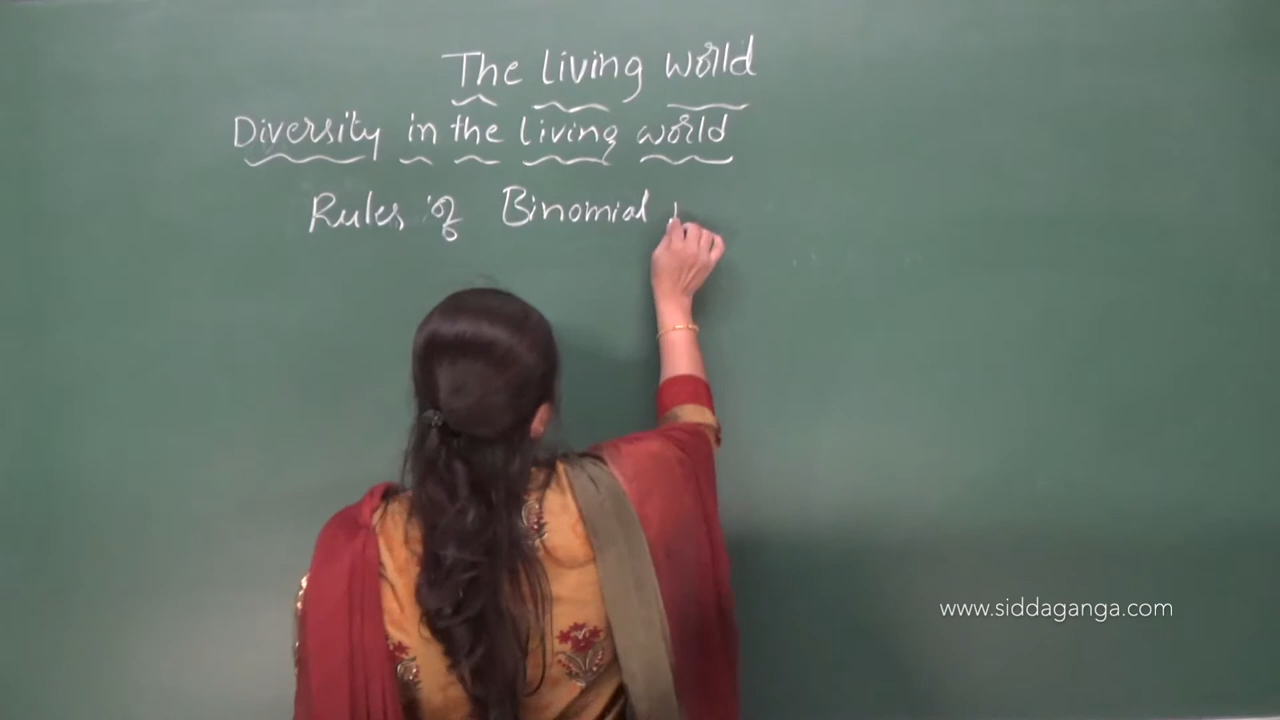 The living world
Diversity in the living world
Rules of Binomial
www.siddaganga.com